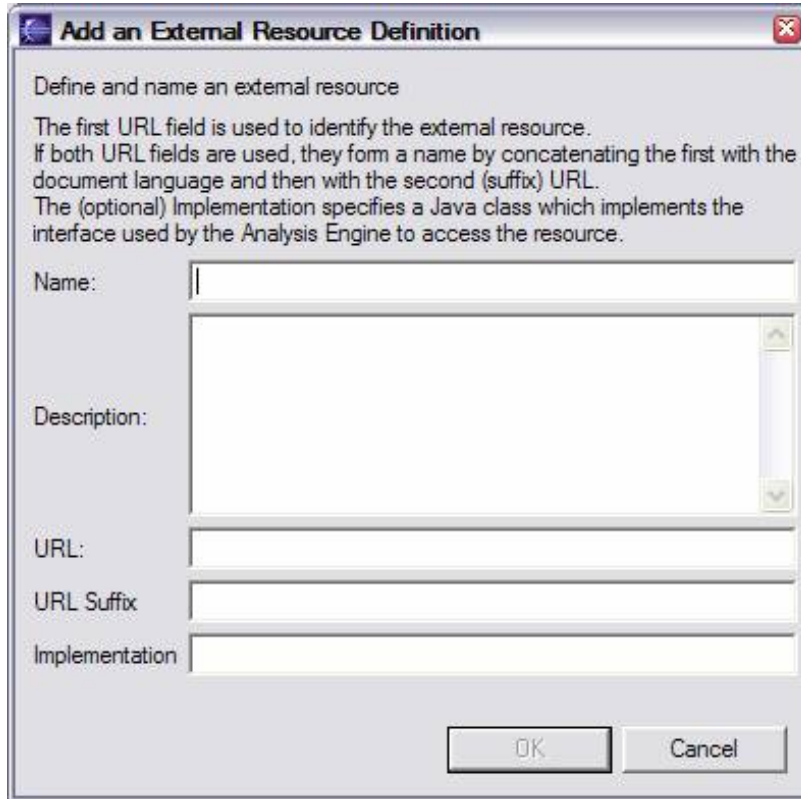 Add an External Resource Definition
Define and name an external resource
The first URL field is used to identify the external resource.
If both URL fields are used, they form a name by concatenating the first with the
document language and then with the second (suffix) URL.
The (optional) Implementation specifies a Java class which implements the
interface used by the Analysis Engine to access the resource.
Name:
Description:
URL:
URL Suffix
Implementation
OK Cancel